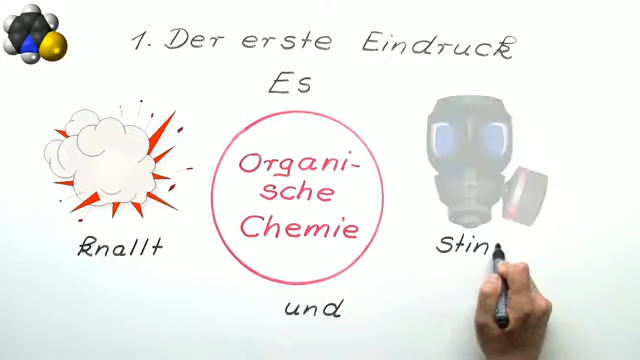 1. Der erste Eindruck
Es
Organi-
sche
Chemie
knallt
stin
und